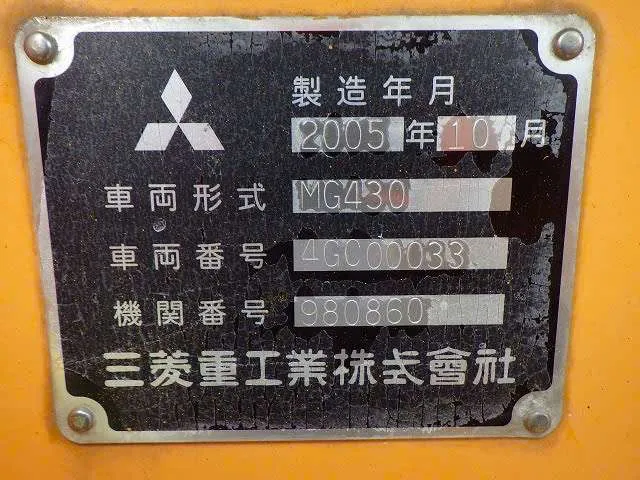 製造年月
2005年10月
車両形式 MG430
車両番号 4GC00033
機関番号 980860
三菱重工業株式會社